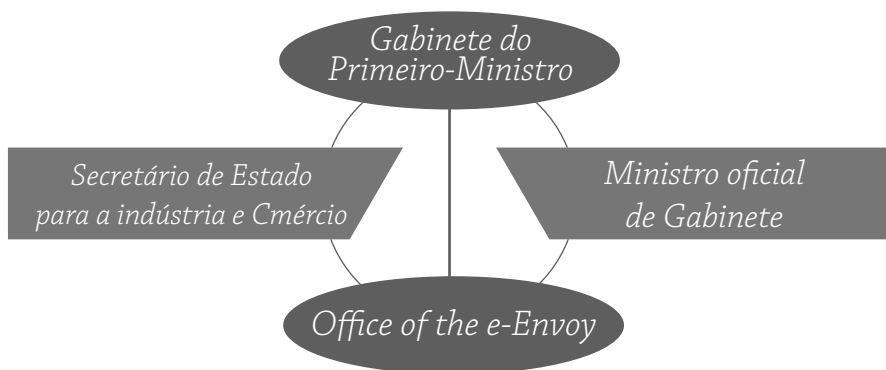 Gabinete do
Primeiro-Ministro
Secretário de Estado
para a indústria e Cmércio
Ministro oficial
de Gabinete
Office of the e-Envoy